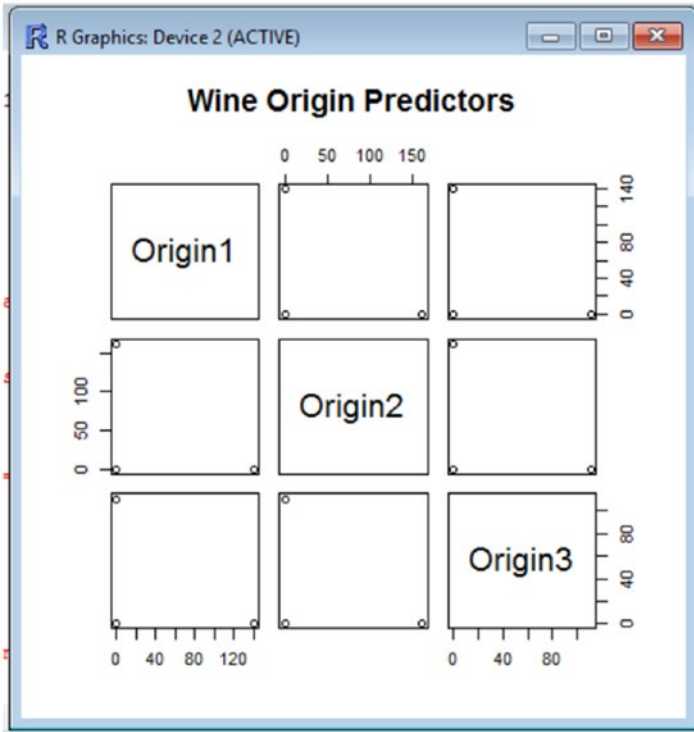 R Graphics: Device 2 (ACTIVE)
Wine Origin Predictors
0 50 100 150
Origin1
0 40 80 140
0 50 100
Origin2
Origin3
0 40 80
0 40 80 120
0 40 80